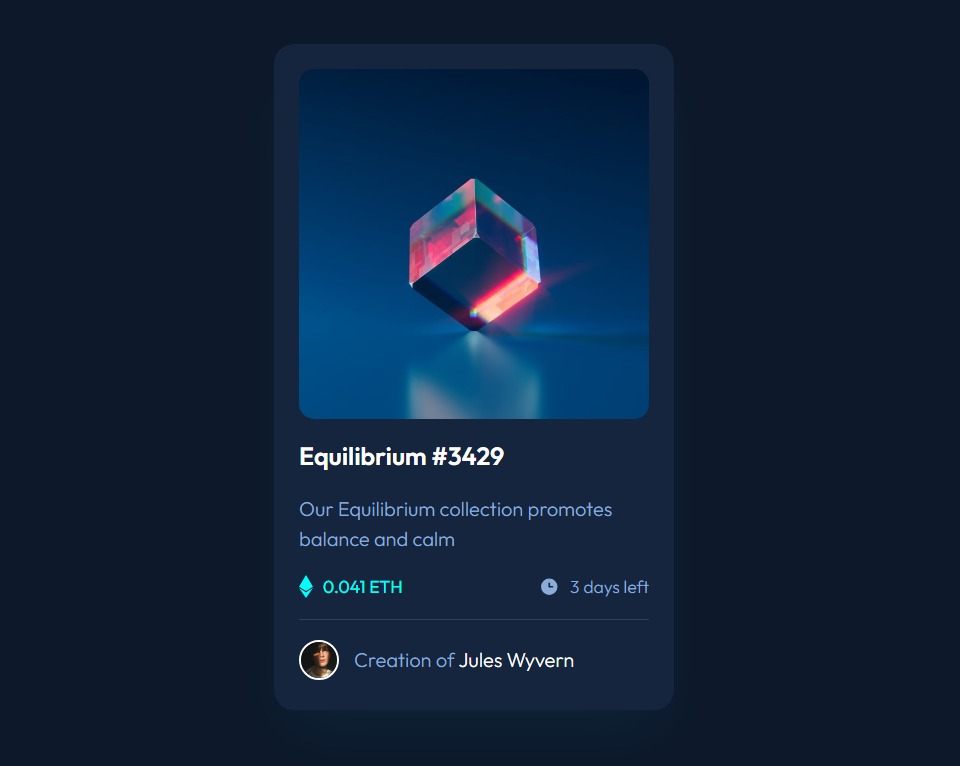 Equilibrium #3429
Our Equilibrium collection promotes
balance and calm
0.041 ETH
3 days left
Creation of Jules Wyvern